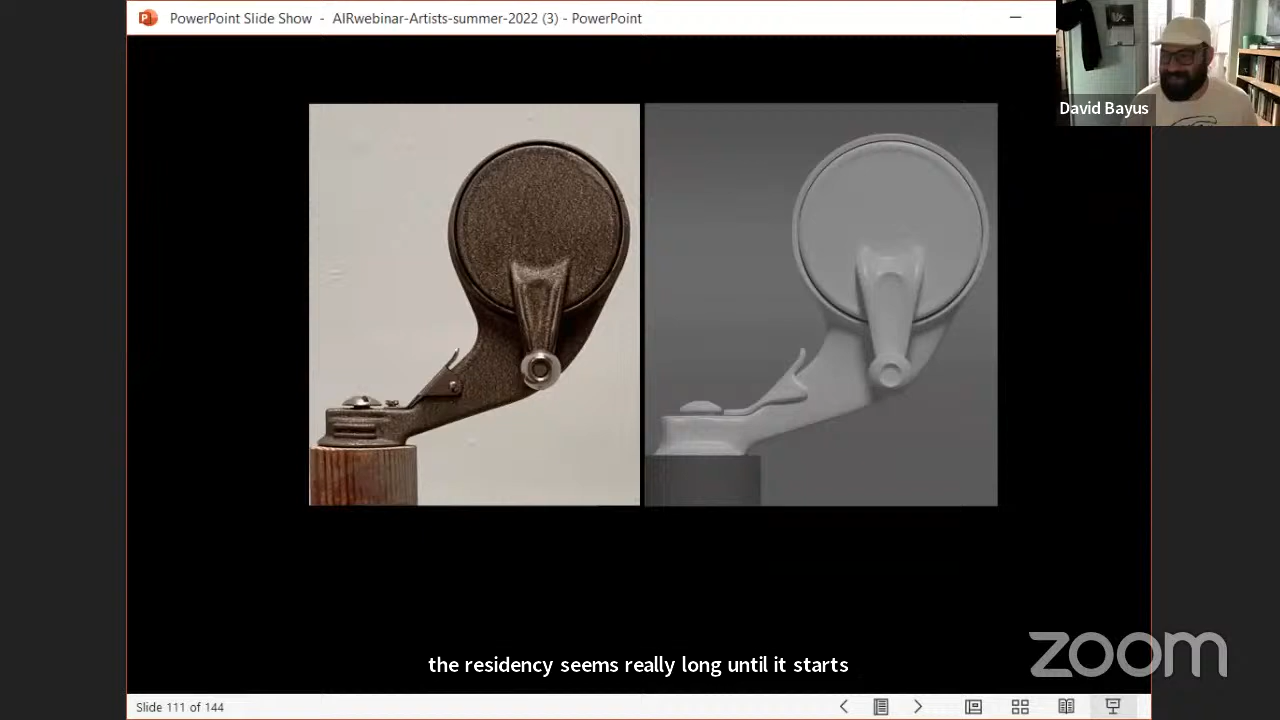 PowerPoint Slide Show - AIRwebinar-Artists-summer-2022 (3) - PowerPoint
David Bayus
the residency seems really long until it starts
zoom
Slide 111 of 144